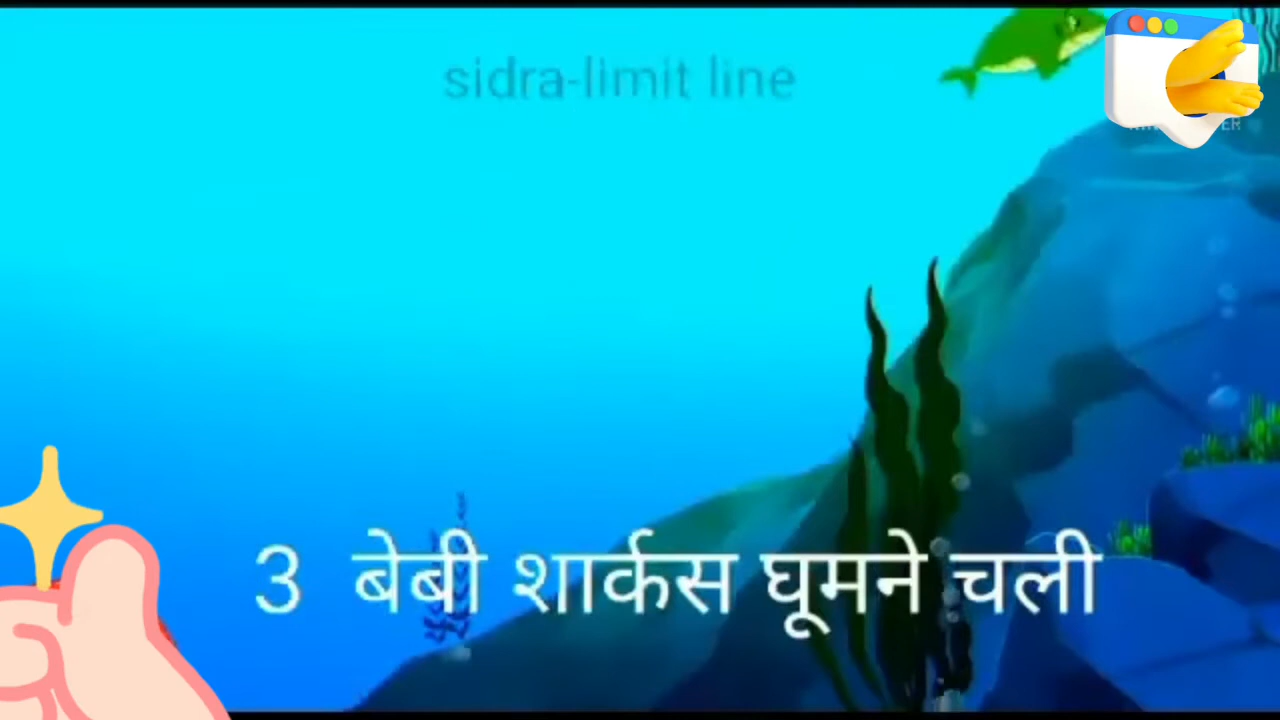 sidra-limit line
3 बेबी शार्कस घूमने चली